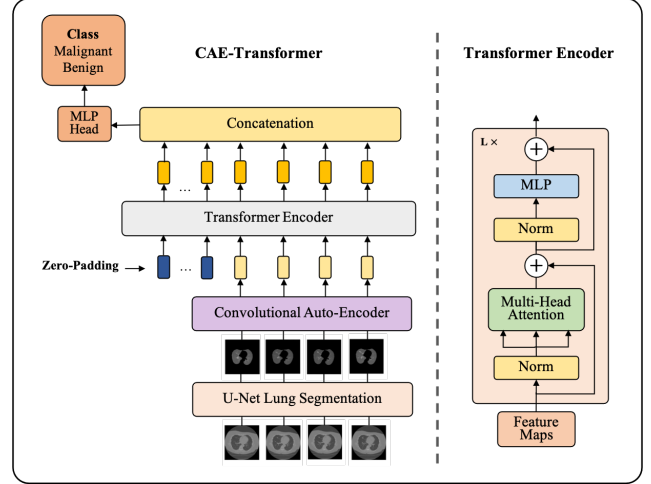 Class
Malignant
Benign
CAE-Transformer
MLP
Head
Concatenation
...
Transformer Encoder
Zero-Padding
...
Convolutional Auto-Encoder
U-Net Lung Segmentation
Transformer Encoder
L ×
+
MLP
Norm
+
Multi-Head
Attention
Norm
Feature
Maps